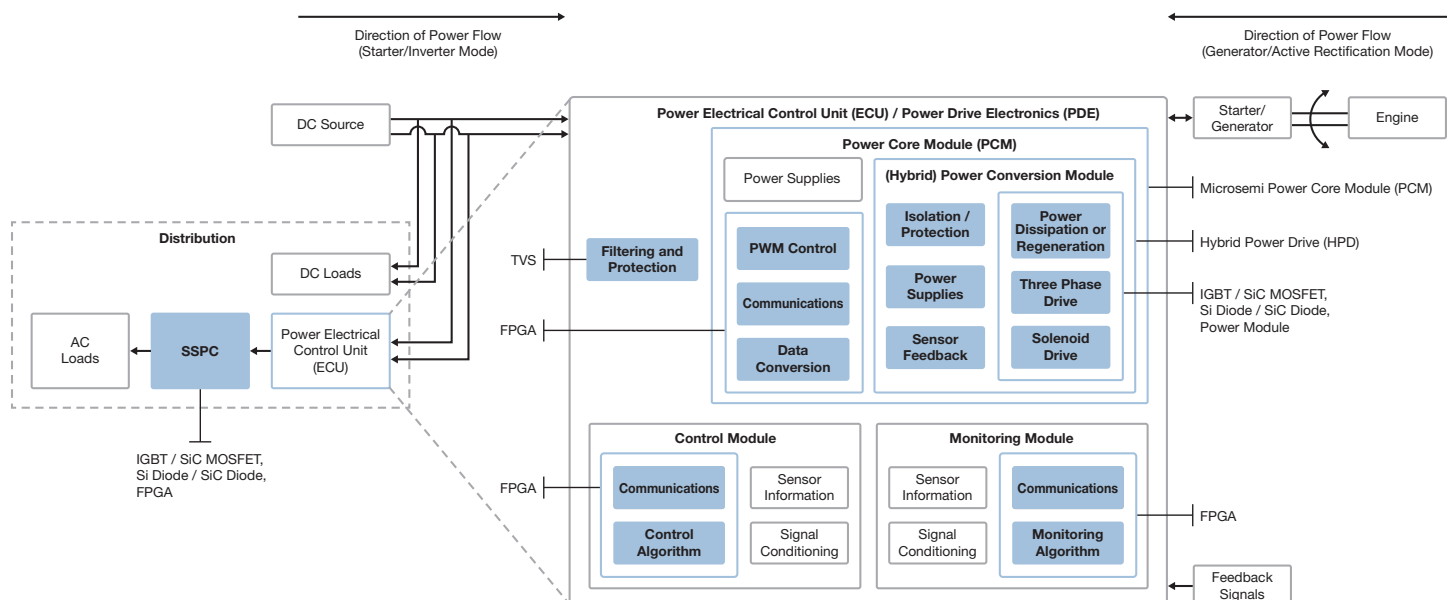 Direction of Power Flow
(Starter/Inverter Mode)
Direction of Power Flow
(Generator/Active Rectification Mode)
DC Source
Power Electrical Control Unit (ECU) / Power Drive Electronics (PDE)
Starter/
Generator
Engine
Power Core Module (PCM)
Power Supplies
(Hybrid) Power Conversion Module
Microsemi Power Core Module (PCM)
Isolation /
Protection
Power
Dissipation or
Regeneration
Distribution
PWM Control
Hybrid Power Drive (HPD)
TVS
Filtering and
Protection
DC Loads
Power
Supplies
Three Phase
Drive
IGBT / SiC MOSFET,
Si Diode / SiC Diode,
Power Module
Communications
FPGA
AC
Loads
SSPC
Power Electrical
Control Unit
(ECU)
Data
Conversion
Sensor
Feedback
Solenoid
Drive
Control Module
Monitoring Module
IGBT / SiC MOSFET,
Si Diode / SiC Diode,
FPGA
FPGA
Communications
Sensor
Information
Sensor
Information
Communications
FPGA
Control
Algorithm
Signal
Conditioning
Signal
Conditioning
Monitoring
Algorithm
Feedback
Signals